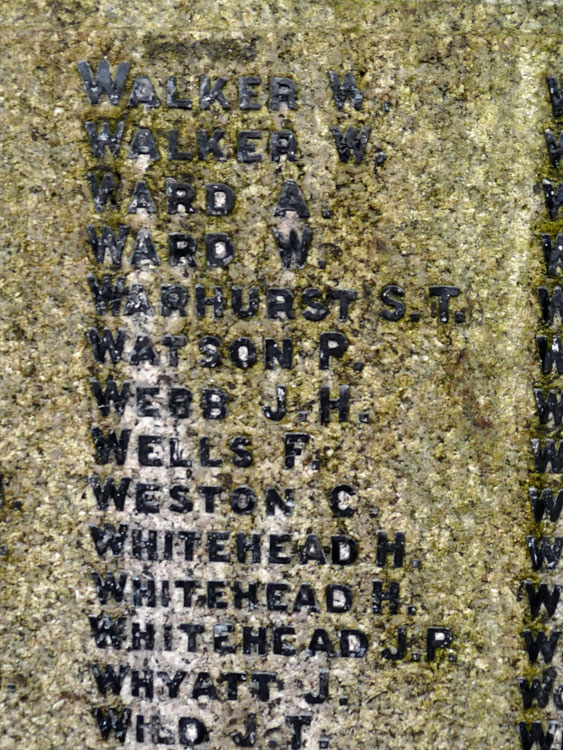 WALKER W.
WALKER W.
WARD A.
WARD W.
WARHURST S.T.
WATSON P.
WEBB J.H.
WELLS F.
WESTON C.
WHITEHEAD H.
WHITEHEAD H.
WHITEHEAD J.P.
WHYATT J.
WILD J.T.